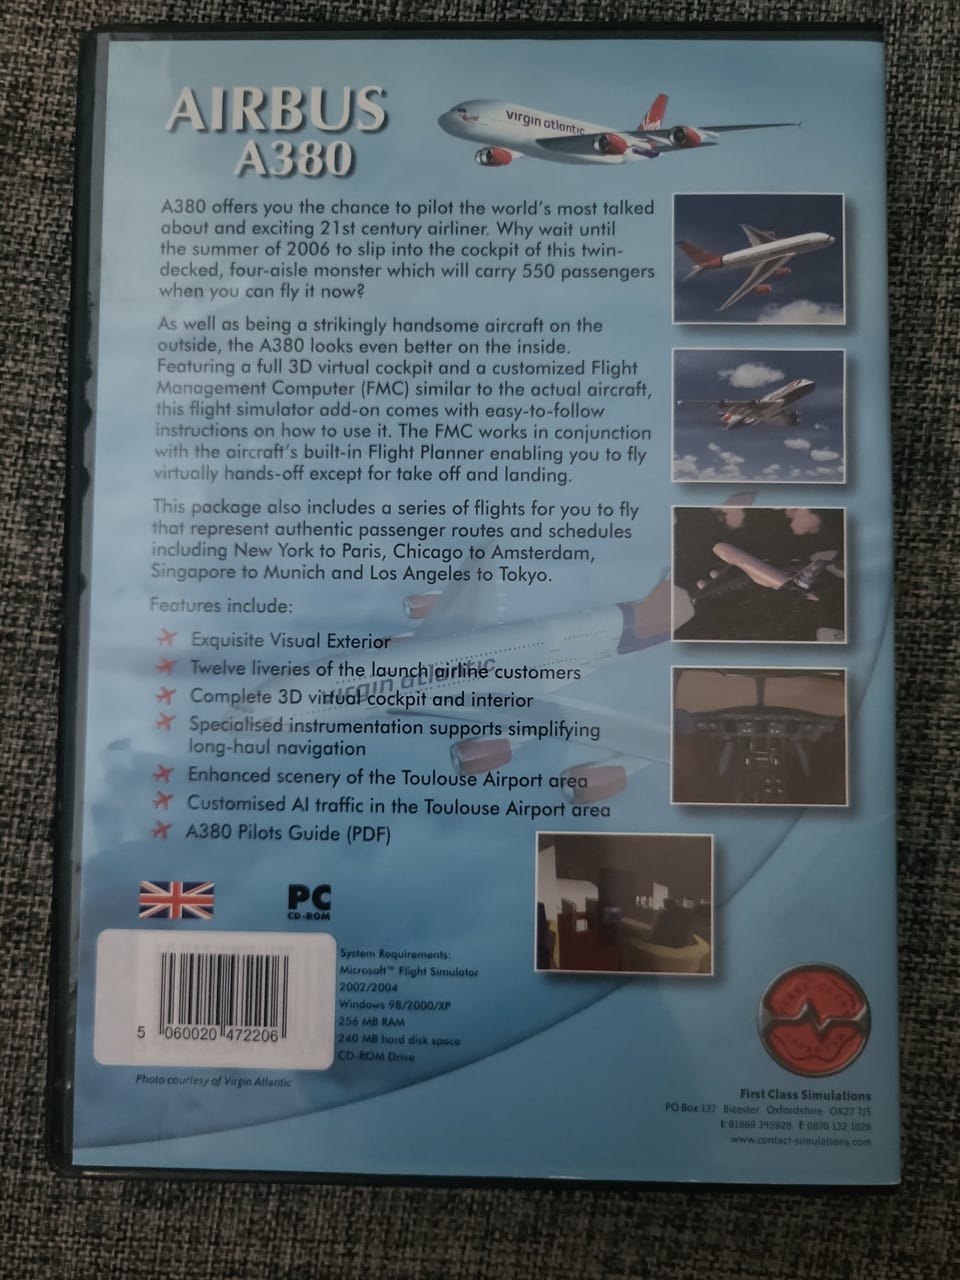 AIRBUS
A380
virgin atlantic
A380 offers you the chance to pilot the world's most talked
about and exciting 21st century airliner. Why wait until
the summer of 2006 to slip into the cockpit of this twin-
decked, four-aisle monster which will carry 550 passengers
when you can fly it now?
As well as being a strikingly handsome aircraft on the
outside, the A380 looks even better on the inside.
Featuring a full 3D virtual cockpit and a customized Flight
Management Computer (FMC) similar to the actual aircraft,
this flight simulator add-on comes with easy-to-follow
instructions on how to use it. The FMC works in conjunction
with the aircraft's built-in Flight Planner enabling you to fly
virtually hands-off except for take off and landing.
This package also includes a series of flights for you to fly
that represent authentic passenger routes and schedules
including New York to Paris, Chicago to Amsterdam,
Singapore to Munich and Los Angeles to Tokyo.
Features include:
Exquisite Visual Exterior
Twelve liveries of the launch airline customers
virgin atlantic
Complete 3D virtual cockpit and interior
Specialised instrumentation supports simplifying
long-haul navigation
Enhanced scenery of the Toulouse Airport area
Customised AI traffic in the Toulouse Airport area
A380 Pilots Guide (PDF)
PC
CD-ROM
5 060020 472206
System Requirements:
Microsoft™ Flight Simulator
2002/2004
Windows 98/2000/XP
256 MB RAM
240 MB hard disk space
CD-ROM Drive
Photo courtesy of Virgin Atlantic
First Class Simulations
PO Box 137 Bicester Oxfordshire OX27 7JS
t: 01869 f: 0870 132 1026
www.contact-simulations.com